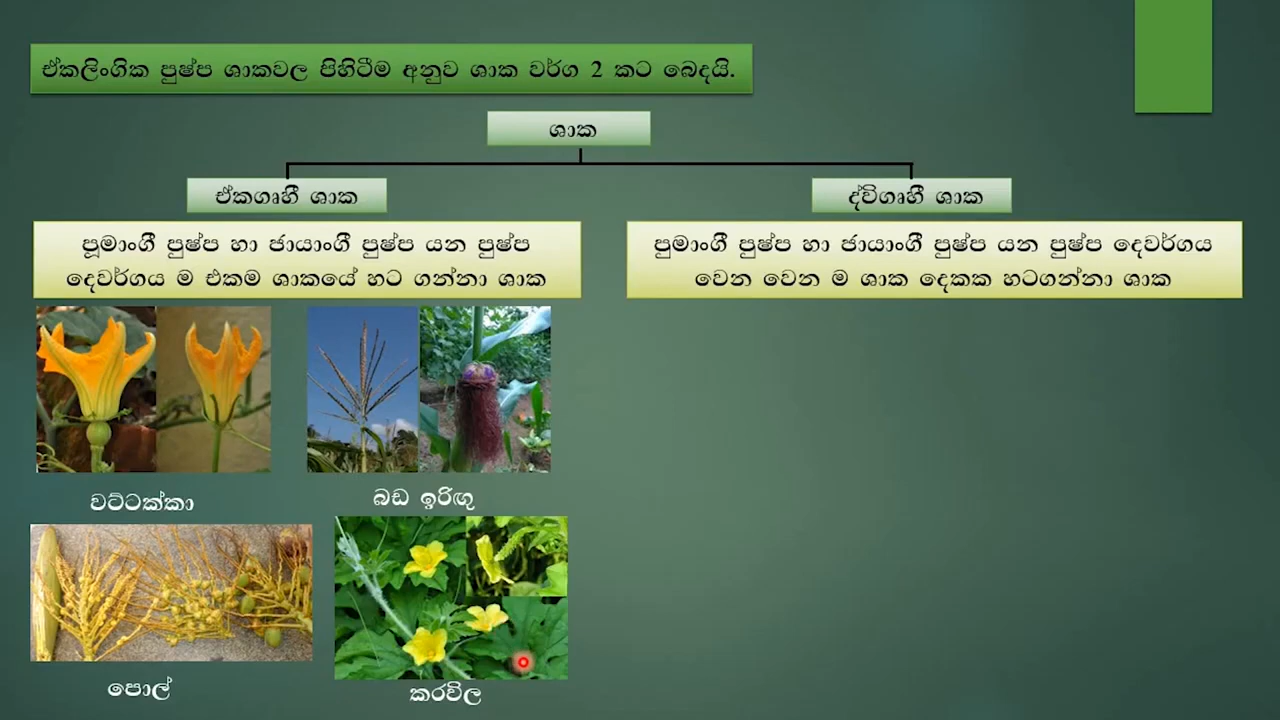 ඒකලිංගික පුෂ්ප ශාකවල පිහිටීම අනුව ශාක වර්ග 2 කට බෙදයි.
ශාක
ඒකගෘහී ශාක
ද්විගෘහී ශාක
පූමාංගී පුෂ්ප හා ජායාංගී පුෂ්ප යන පුෂ්ප
දෙවර්ගය ම එකම ශාකයේ හට ගන්නා ශාක
පුමාංගී පුෂ්ප හා ජායාංගී පුෂ්ප යන පුෂ්ප දෙවර්ගය
වෙන වෙන ම ශාක දෙකක හටගන්නා ශාක
වට්ටක්කා
බඩ ඉරිඟු
පොල්
කරවිල